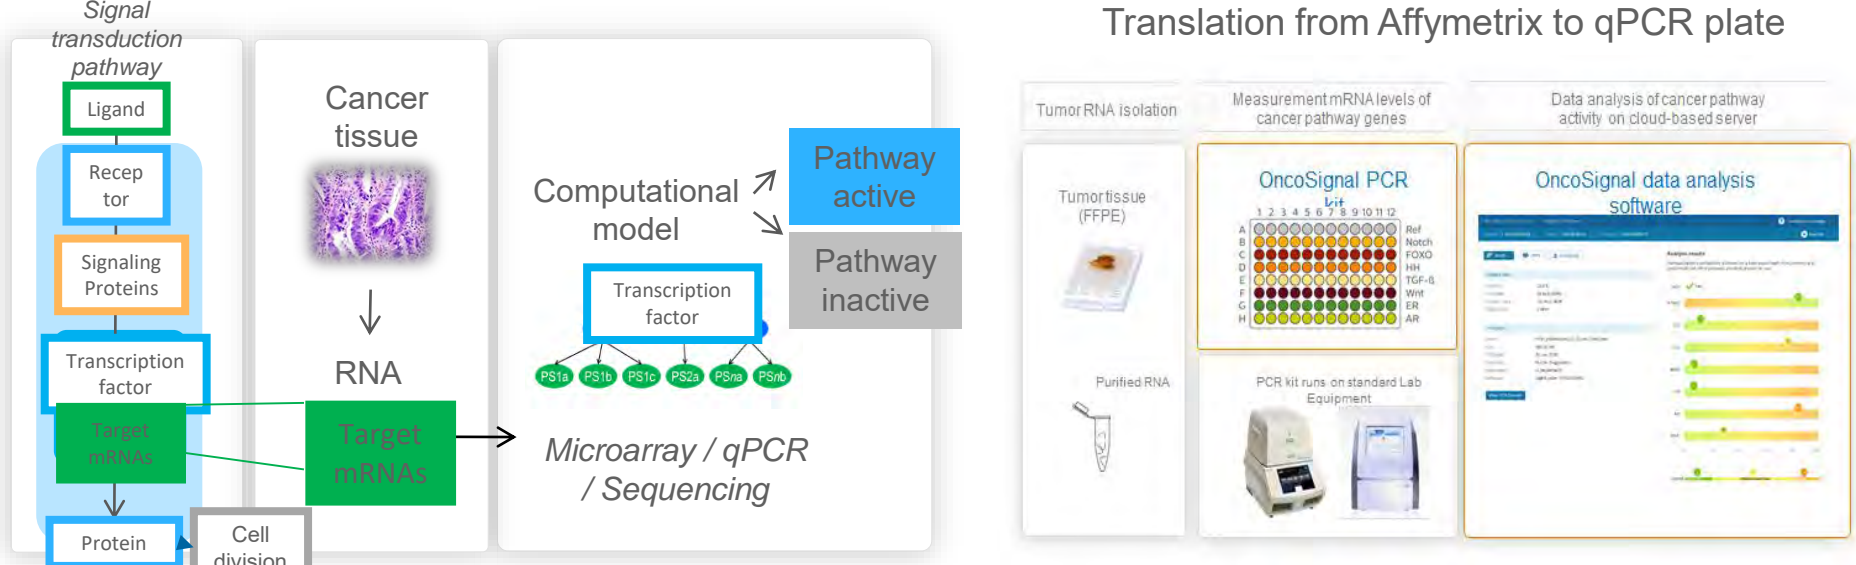 Signal
transduction
pathway
Ligand
Recep
tor
Signaling
Proteins
Transcription
factor
Target
mRNAs
Protein
Cell
division
Cancer
tissue
RNA
Target
mRNAs
Computational
model
Pathway
active
Pathway
inactive
Transcription
factor
PS1a PS1b PS1c PS2a PSna PSnb
Microarray / qPCR
/ Sequencing
Translation from Affymetrix to qPCR plate
Tumor RNA isolation
Measurement mRNA levels of
cancer pathway genes
Data analysis of cancer pathway
activity on cloud-based server
Tumor tissue
(FFPE)
Purified RNA
OncoSignal PCR
kit
1 2 3 4 5 6 7 8 9 10 11 12
A Ref
B Notch
C FOXO
D HH
E TGF-ß
F Wnt
G ER
H AR
PCR kit runs on standard Lab
Equipment
OncoSignal data analysis
software
Analysis results